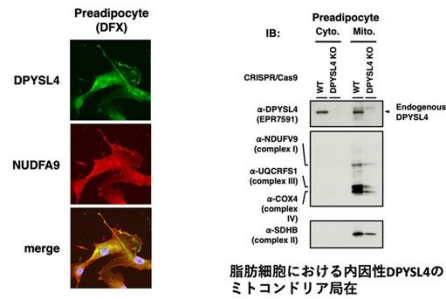 Preadipocyte
(DFX)
DPYSL4
NUDFA9
merge
Preadipocyte
IB:
Cyto.
Mito.
CRISPR/Cas9
WT
DPYSL4 KO
WT
DPYSL4 KO
α-DPYSL4
(EPR7591)
Endogenous
DPYSL4
α-NDUFV9
(complex I)
α-UQCRFS1
(complex III)
α-COX4
(complex
IV)
α-SDHB
(complex II)
脂肪細胞における内因性DPYSL4の
ミトコンドリア局在